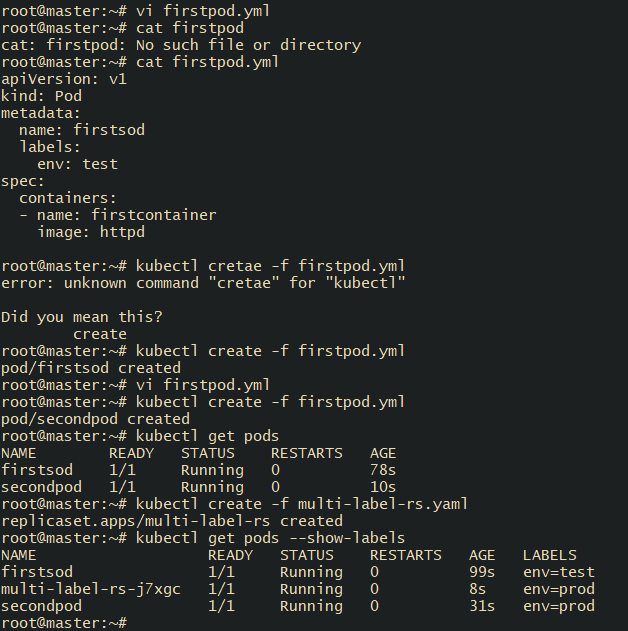 root@master:~# vi firstpod.yml
root@master:~# cat firstpod
cat: firstpod: No such file or directory
root@master:~# cat firstpod.yml
apiVersion: v1
kind: Pod
metadata:
  name: firstsod
  labels:
    env: test
spec:
  containers:
  - name: firstcontainer
    image: httpd

root@master:~# kubectl cretae -f firstpod.yml
error: unknown command "cretae" for "kubectl"

Did you mean this?
        create
root@master:~# kubectl create -f firstpod.yml
pod/firstsod created
root@master:~# vi firstpod.yml
root@master:~# kubectl create -f firstpod.yml
pod/secondpod created
root@master:~# kubectl get pods
NAME        READY   STATUS    RESTARTS   AGE
firstsod    1/1     Running   0          78s
secondpod   1/1     Running   0          10s
root@master:~# kubectl create -f multi-label-rs.yaml
replicaset.apps/multi-label-rs created
root@master:~# kubectl get pods --show-labels
NAME                   READY   STATUS    RESTARTS   AGE   LABELS
firstsod               1/1     Running   0          99s   env=test
multi-label-rs-j7xgc   1/1     Running   0          8s    env=prod
secondpod              1/1     Running   0          31s   env=prod
root@master:~#